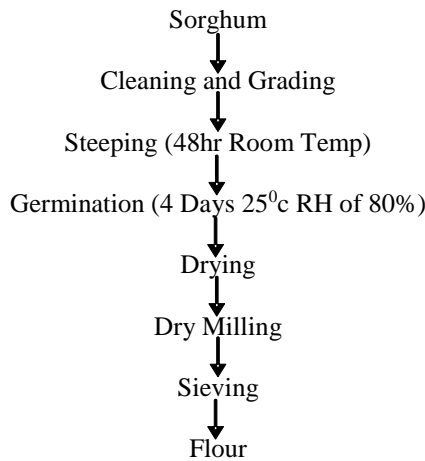 Sorghum
Cleaning and Grading
Steeping (48hr Room Temp)
Germination (4 Days 25⁰c RH of 80%)
Drying
Dry Milling
Sieving
Flour